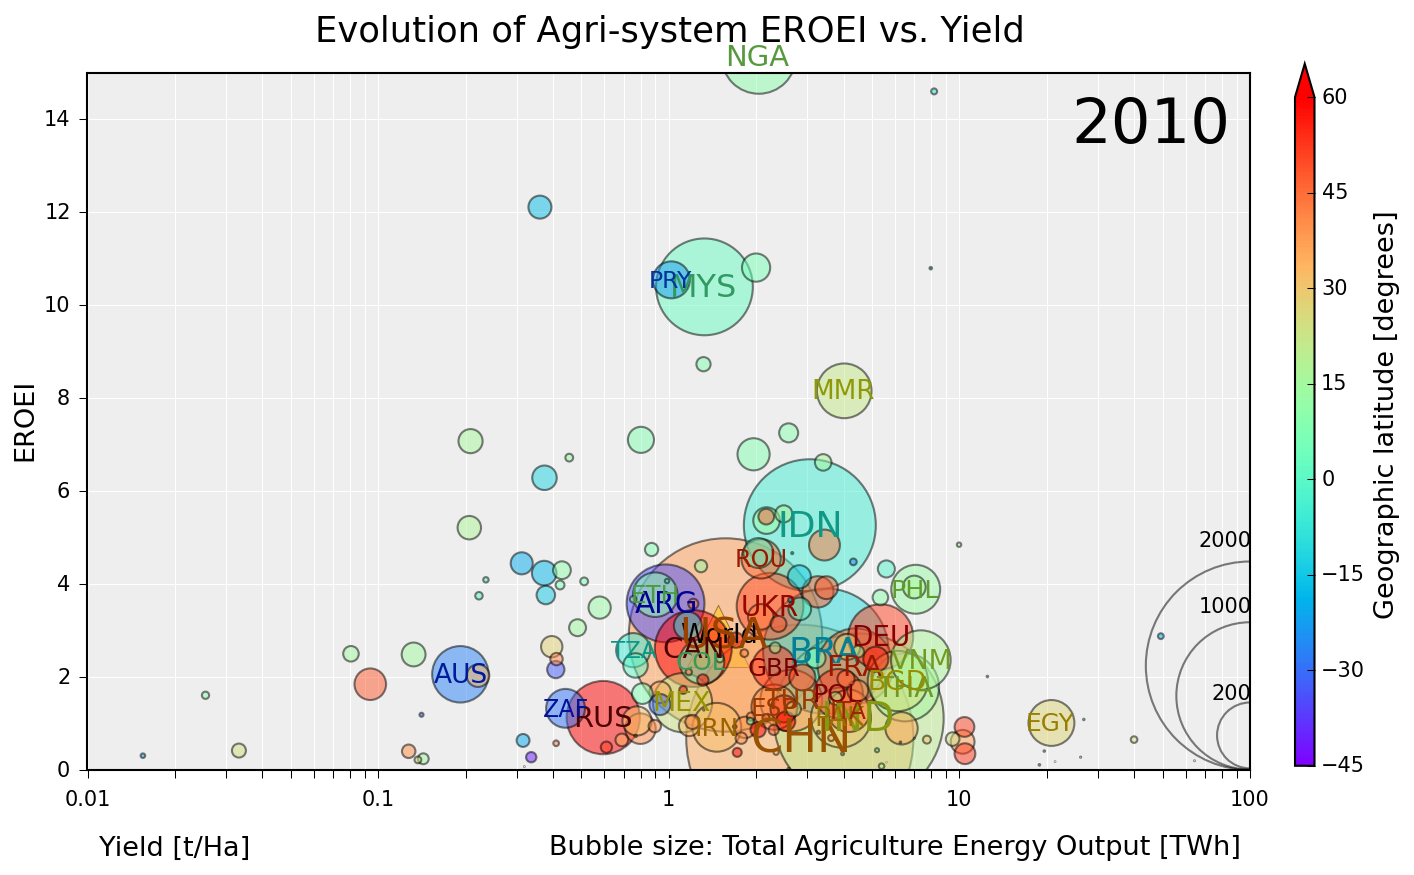 Evolution of Agri-system EROEI vs. Yield
NGA
2010
14
12
10
8
6
4
2
0
EROEI
PRY
MYS
MMR
IDN
ROU
ETH
ARG
UKR
PHL
USA
World
CAN
TZA
COL
BRA
DEU
GBR
FRA
VNM
BGD
THA
AUS
ZAF
RUS
MEX
IRN
POL
ITA
TUR
IND
CHN
EGY
2000
1000
200
0.01
0.1
1
10
100
Yield [t/Ha]
Bubble size: Total Agriculture Energy Output [TWh]
60
45
30
15
0
−15
−30
−45
Geographic latitude [degrees]